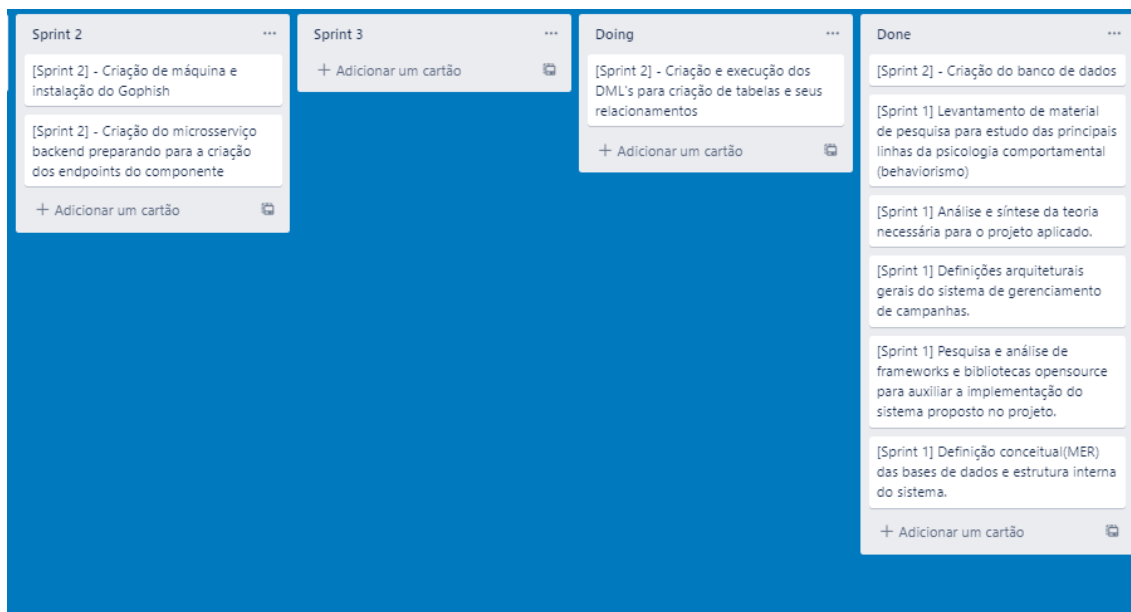 Sprint 2
[Sprint 2] - Criação de máquina e
instalação do Gophish
[Sprint 2] - Criação do microsserviço
backend preparando para a criação
dos endpoints do componente
+ Adicionar um cartão
Sprint 3
+ Adicionar um cartão
Doing
[Sprint 2] - Criação e execução dos
DML's para criação de tabelas e seus
relacionamentos
+ Adicionar um cartão
Done
[Sprint 2] - Criação do banco de dados
[Sprint 1] Levantamento de material
de pesquisa para estudo das principais
linhas da psicologia comportamental
(behaviorismo)
[Sprint 1] Análise e síntese da teoria
necessária para o projeto aplicado.
[Sprint 1] Definições arquiteturais
gerais do sistema de gerenciamento
de campanhas.
[Sprint 1] Pesquisa e análise de
frameworks e bibliotecas opensource
para auxiliar a implementação do
sistema proposto no projeto.
[Sprint 1] Definição conceitual(MER)
das bases de dados e estrutura interna
do sistema.
+ Adicionar um cartão